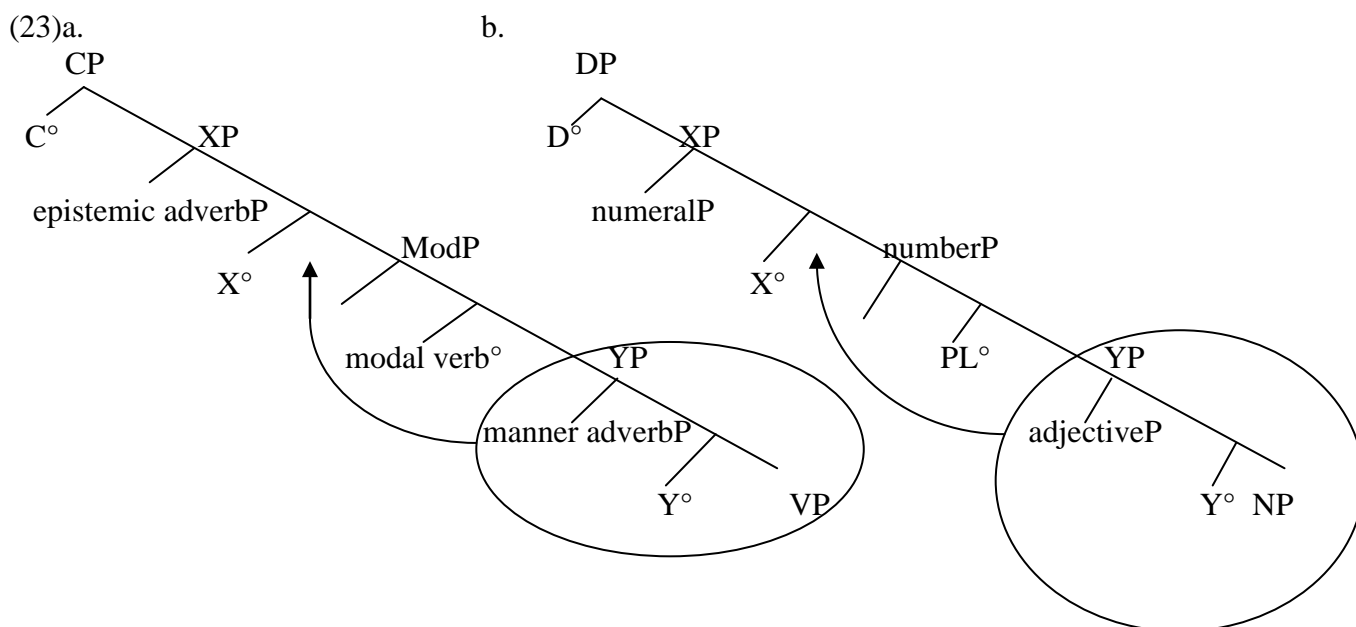 (23)a. b.
CP DP
C° XP D° XP
epistemic adverbP numeralP
ModP numberP
X° X°
modal verb° YP PL° YP
manner adverbP adjectiveP
Y° VP Y° NP